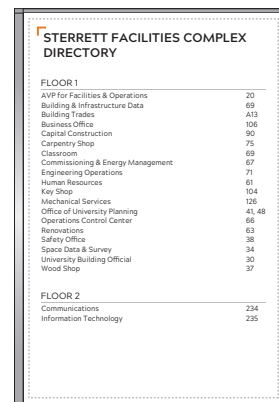 STERRETT FACILITIES COMPLEX
DIRECTORY
FLOOR 1
AVP for Facilities & Operations 20
Building & Infrastructure Data 69
Building Trades A13
Business Office 106
Capital Construction 90
Carpentry Shop 75
Classroom 69
Commissioning & Energy Management 67
Engineering Operations 71
Human Resources 61
Key Shop 104
Mechanical Services 126
Office of University Planning 41, 48
Operations Control Center 66
Renovations 63
Safety Office 38
Space Data & Survey 34
University Building Official 30
Wood Shop 37
FLOOR 2
Communications 234
Information Technology 235